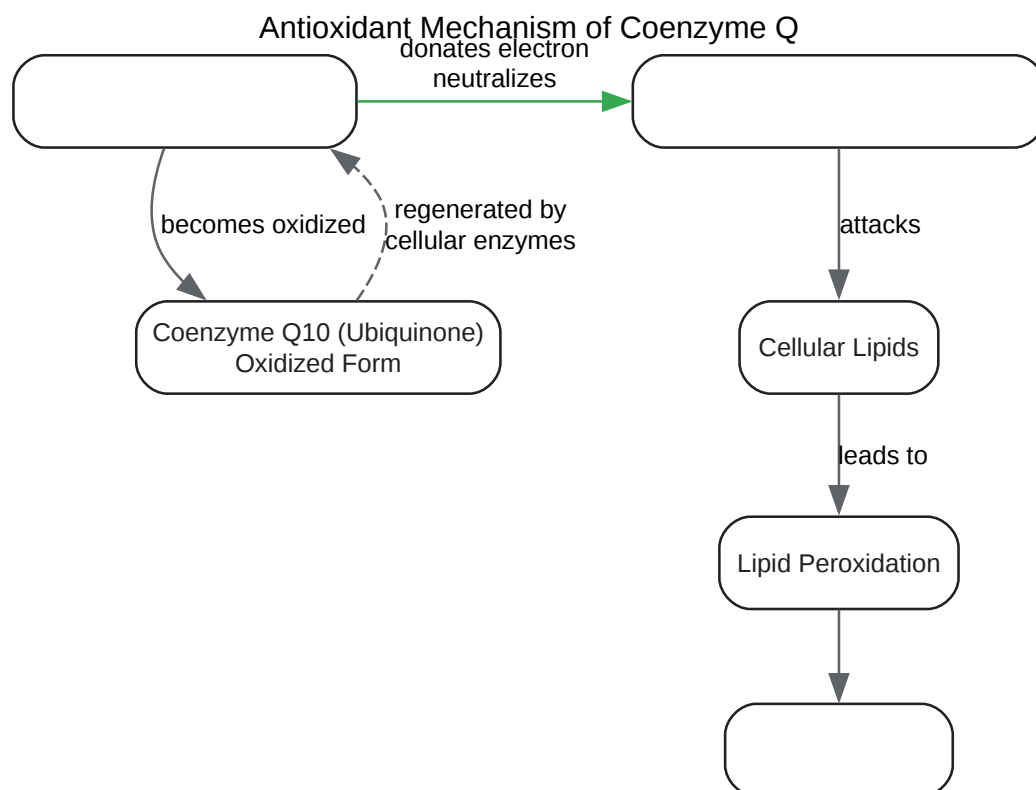 Antioxidant Mechanism of Coenzyme Q
donates electron
neutralizes
becomes oxidized
regenerated by
cellular enzymes
attacks
Coenzyme Q10 (Ubiquinone)
Oxidized Form
Cellular Lipids
leads to
Lipid Peroxidation